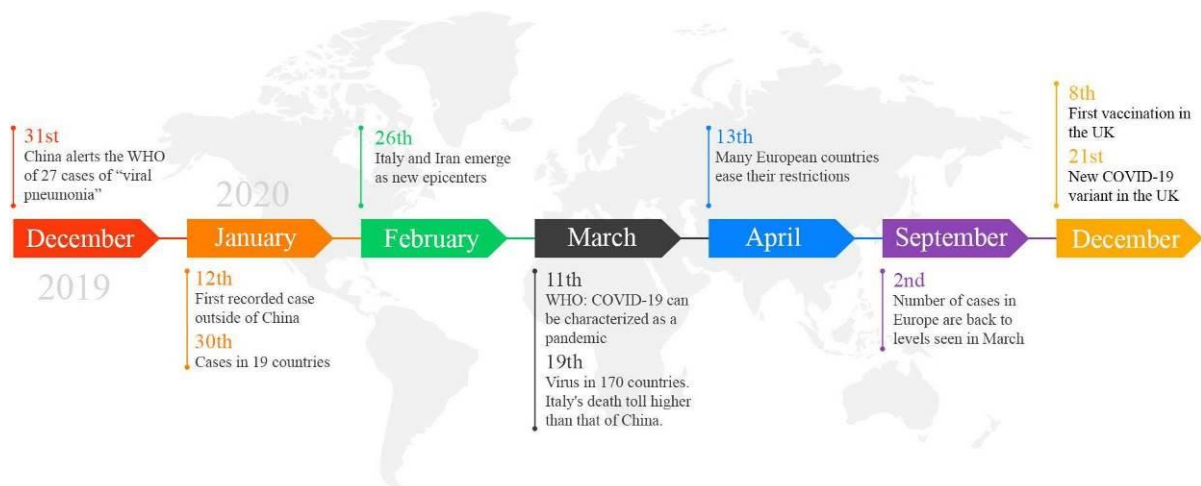 31st
China alerts the WHO
of 27 cases of “viral
pneumonia”
December
2019
2020
January
12th
First recorded case
outside of China
30th
Cases in 19 countries
26th
Italy and Iran emerge
as new epicenters
February
March
11th
WHO: COVID-19 can
be characterized as a
pandemic
19th
Virus in 170 countries.
Italy's death toll higher
than that of China.
13th
Many European countries
ease their restrictions
April
September
2nd
Number of cases in
Europe are back to
levels seen in March
8th
First vaccination in
the UK
21st
New COVID-19
variant in the UK
December